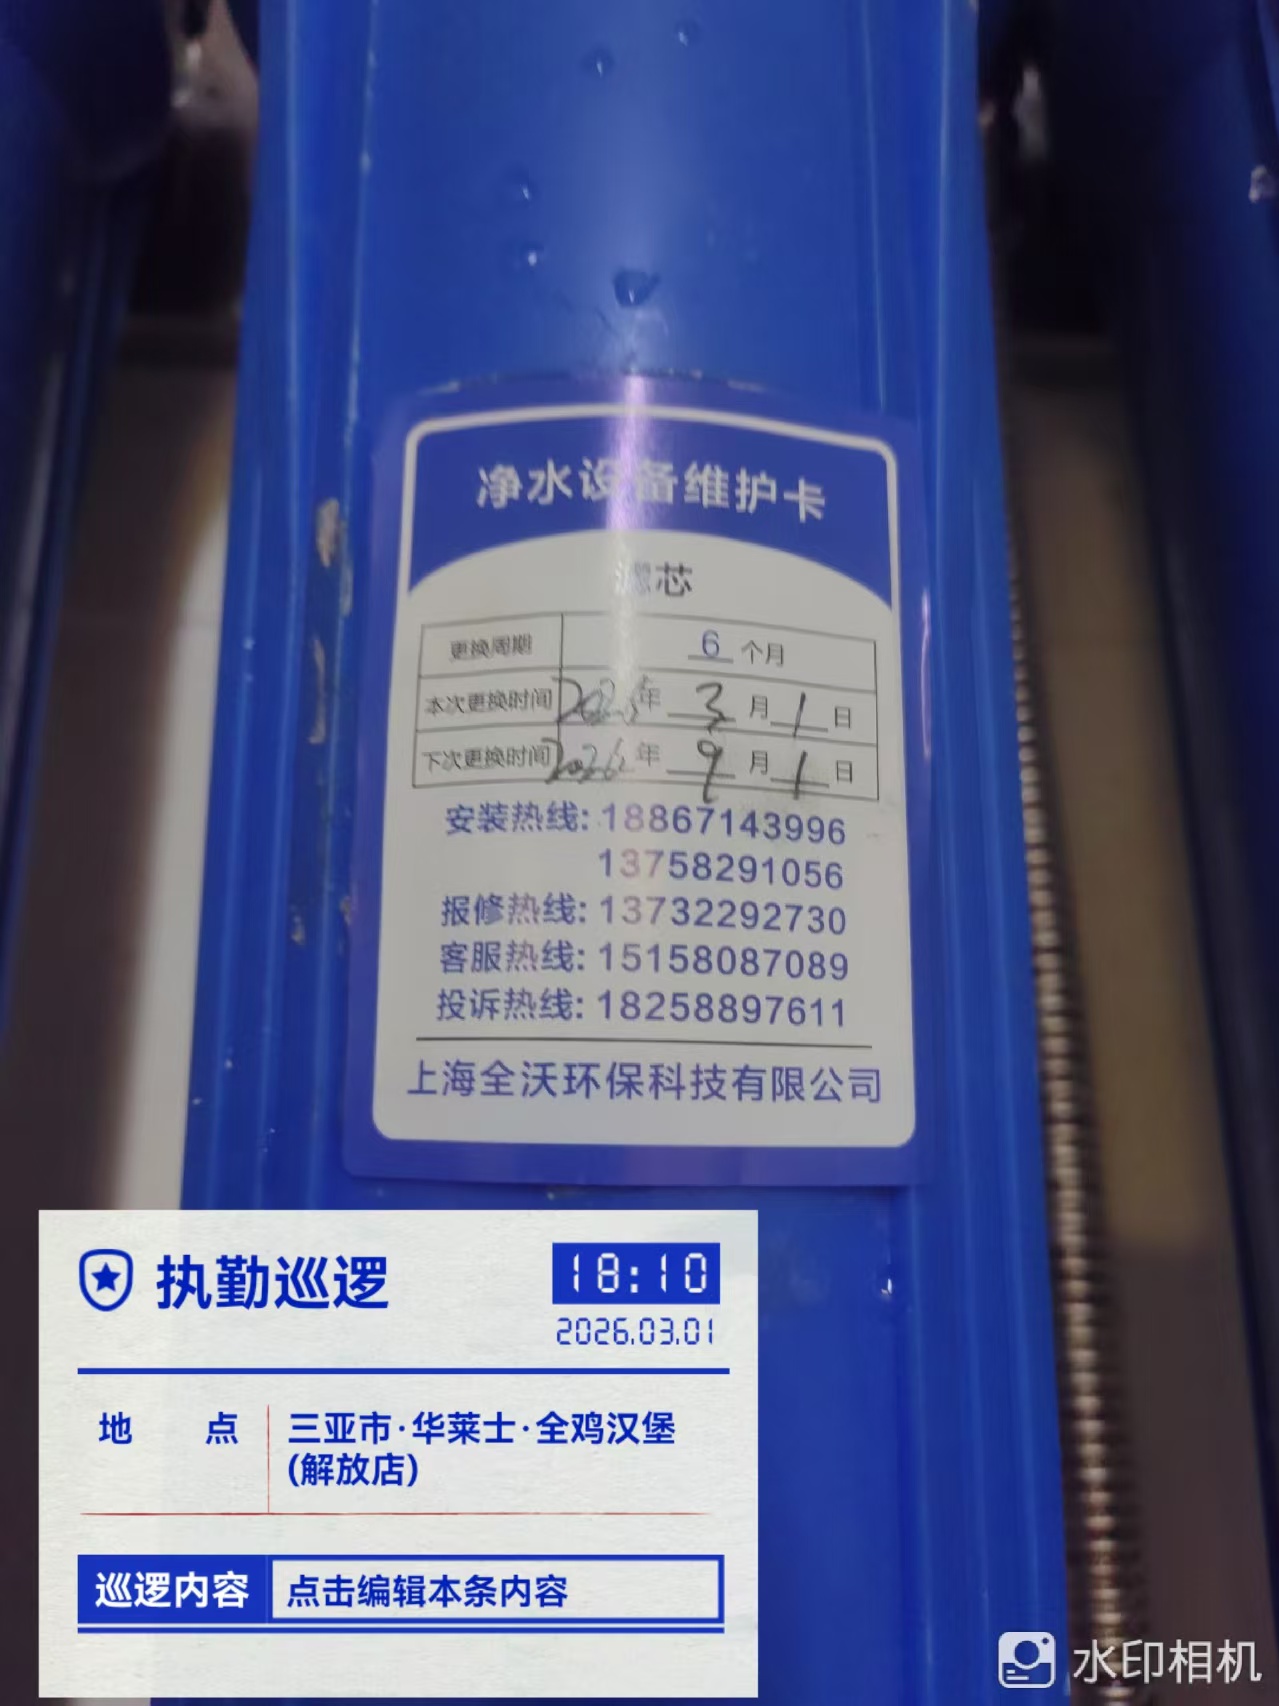 净水设备维护卡
滤芯
更换周期 6 个月
本次更换时间 年 3 月 1 日
下次更换时间 2026 年 9 月 1 日
安装热线: 18867143996
13758291056
报修热线: 13732292730
客服热线: 15158087089
投诉热线: 18258897611
上海全沃环保科技有限公司
执勤巡逻 18:10
2026.03.01
地 点 三亚市·华莱士·全鸡汉堡
(解放店)
巡逻内容 点击编辑本条内容
水印相机